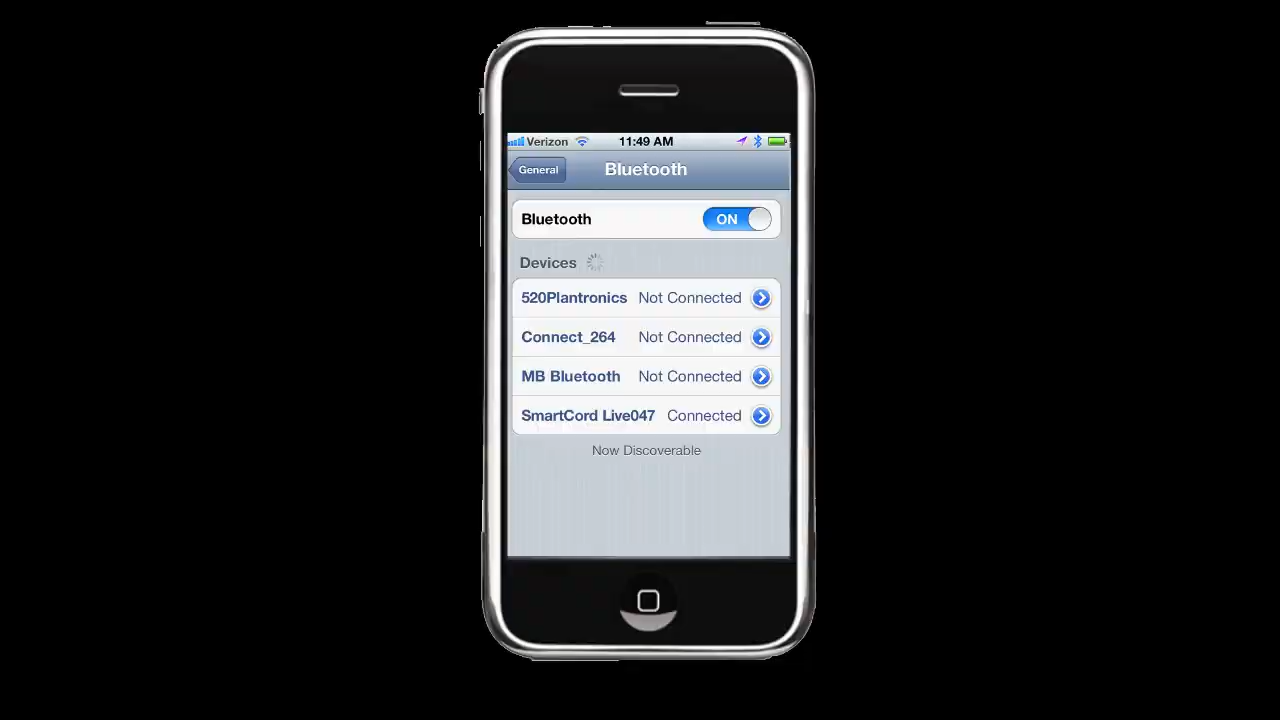 Verizon 11:49 AM
General Bluetooth
Bluetooth ON
Devices
520Plantronics Not Connected
Connect_264 Not Connected
MB Bluetooth Not Connected
SmartCord Live047 Connected
Now Discoverable